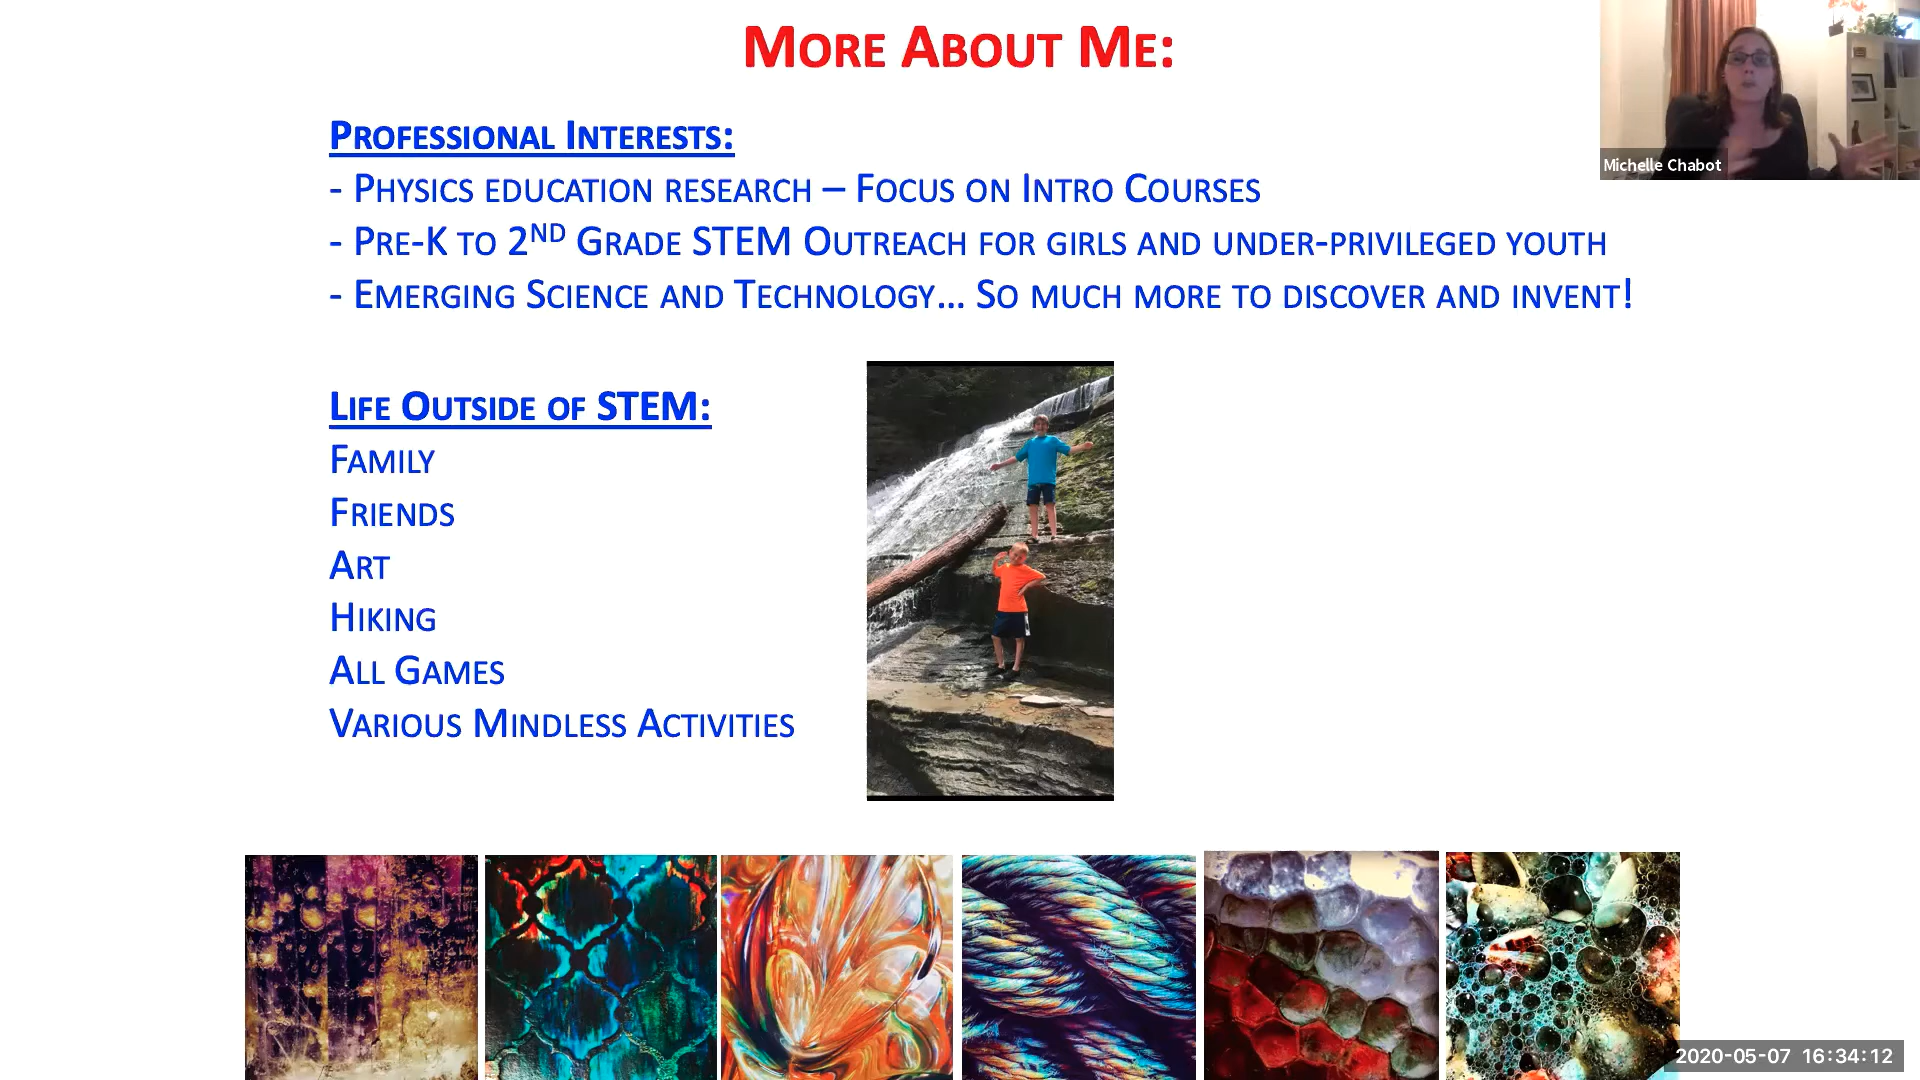 More About Me:
Michelle Chabot
Professional Interests:
- Physics education research – Focus on Intro Courses
- Pre-K to 2nd Grade STEM Outreach for girls and under-privileged youth
- Emerging Science and Technology... So much more to discover and invent!
Life Outside of STEM:
Family
Friends
Art
Hiking
All Games
Various Mindless Activities
2020-05-07 16:34:12